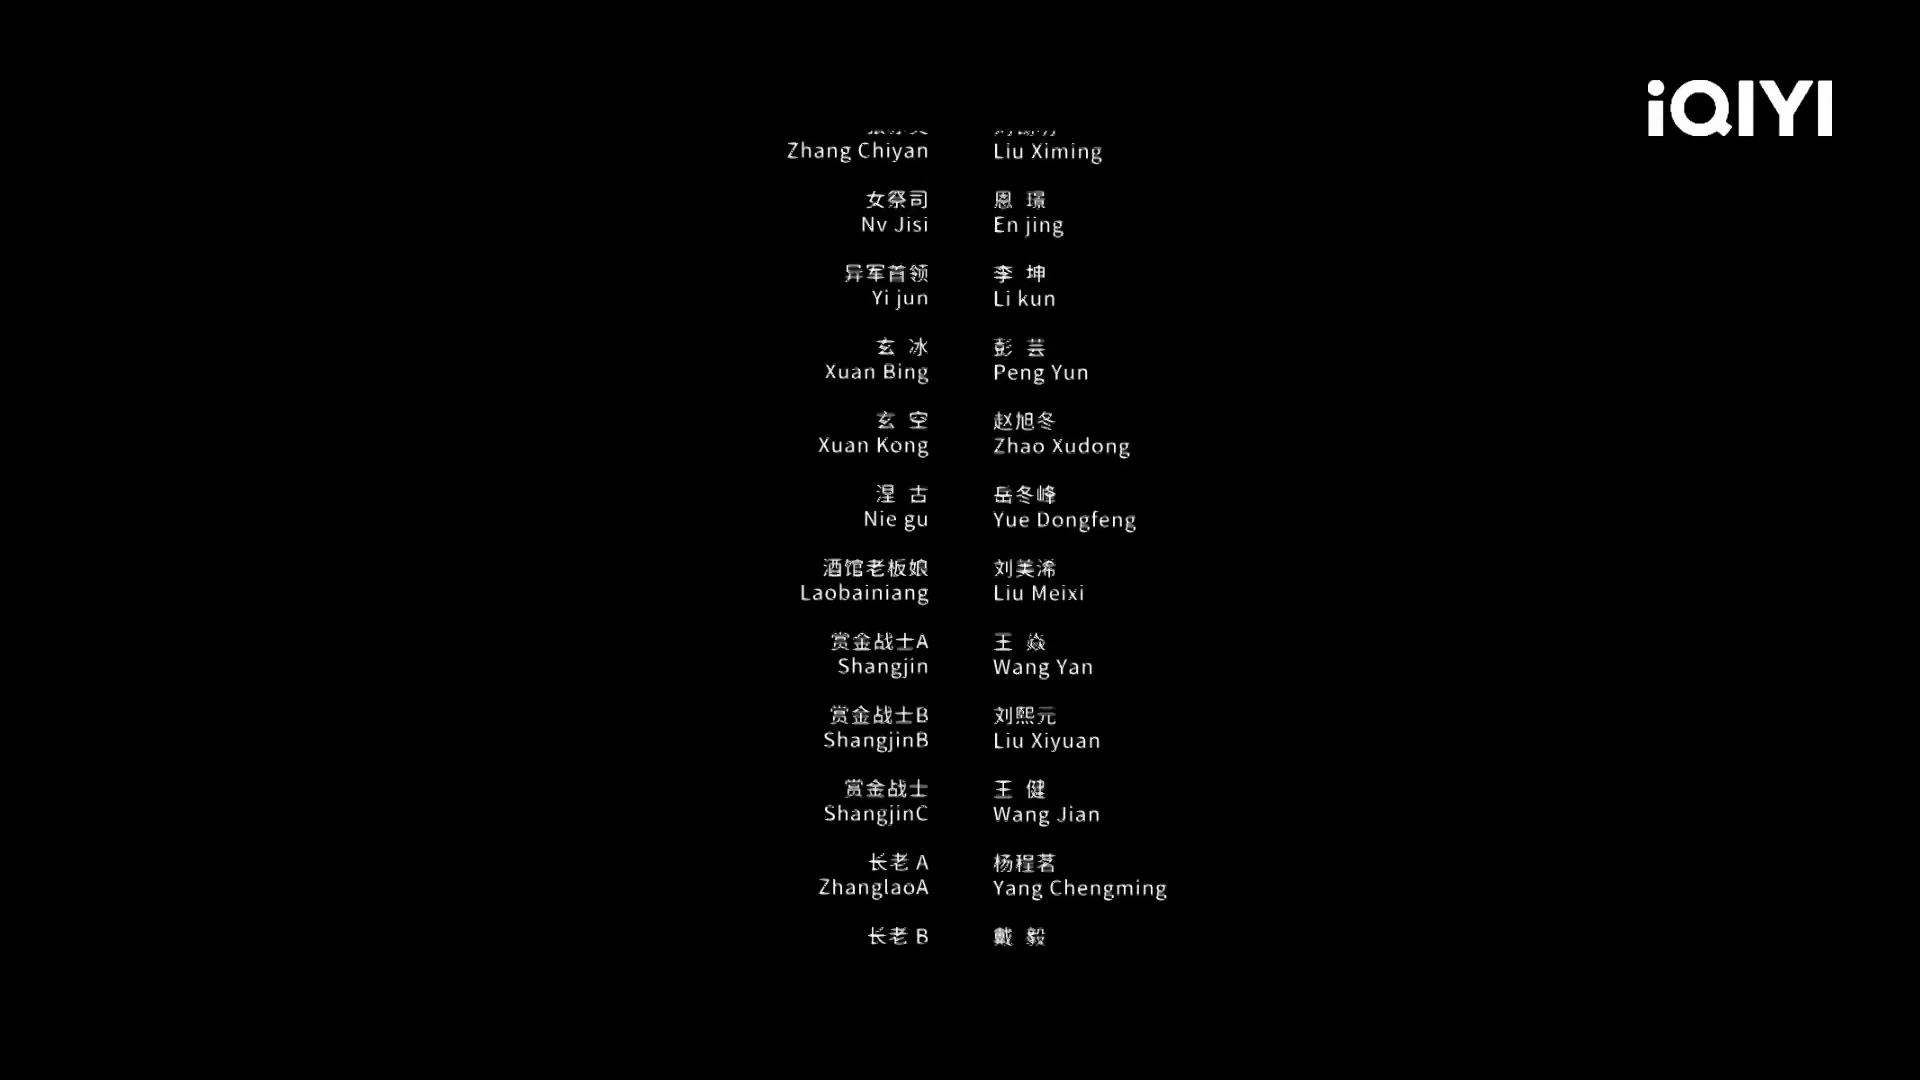 iQIYI
Zhang Chiyan Liu Ximing
女祭司 恩 璟
Nv Jisi En jing
异军首领 李 坤
Yi jun Li kun
玄 冰 彭 芸
Xuan Bing Peng Yun
玄 空 赵旭冬
Xuan Kong Zhao Xudong
涅 古 岳冬峰
Nie gu Yue Dongfeng
酒馆老板娘 刘美浠
Laobainiang Liu Meixi
赏金战士A 王 焱
Shangjin Wang Yan
赏金战士B 刘熙元
ShangjinB Liu Xiyuan
赏金战士 王 健
ShangjinC Wang Jian
长老 A 杨程茗
ZhanglaoA Yang Chengming
长老 B 戴 毅